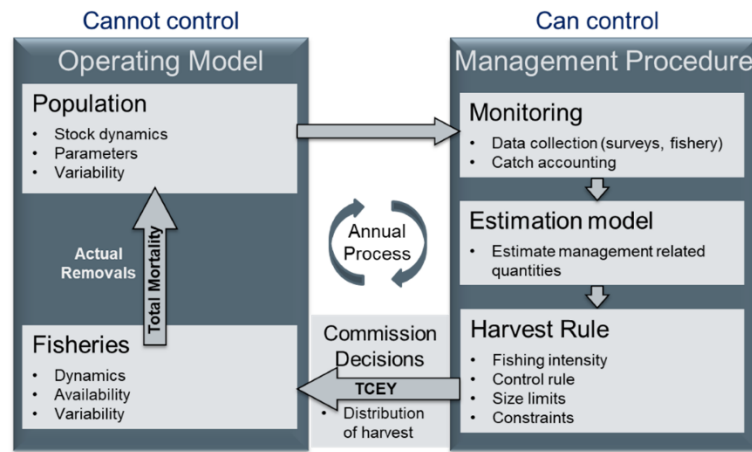 Cannot control
Can control
Operating Model
Population
• Stock dynamics
• Parameters
• Variability
Actual
Removals
Total Mortality
Fisheries
• Dynamics
• Availability
• Variability
Annual
Process
Commission
Decisions
TCEY
• Distribution
of harvest
Management Procedure
Monitoring
• Data collection (surveys, fishery)
• Catch accounting
Estimation model
• Estimate management related
quantities
Harvest Rule
• Fishing intensity
• Control rule
• Size limits
• Constraints